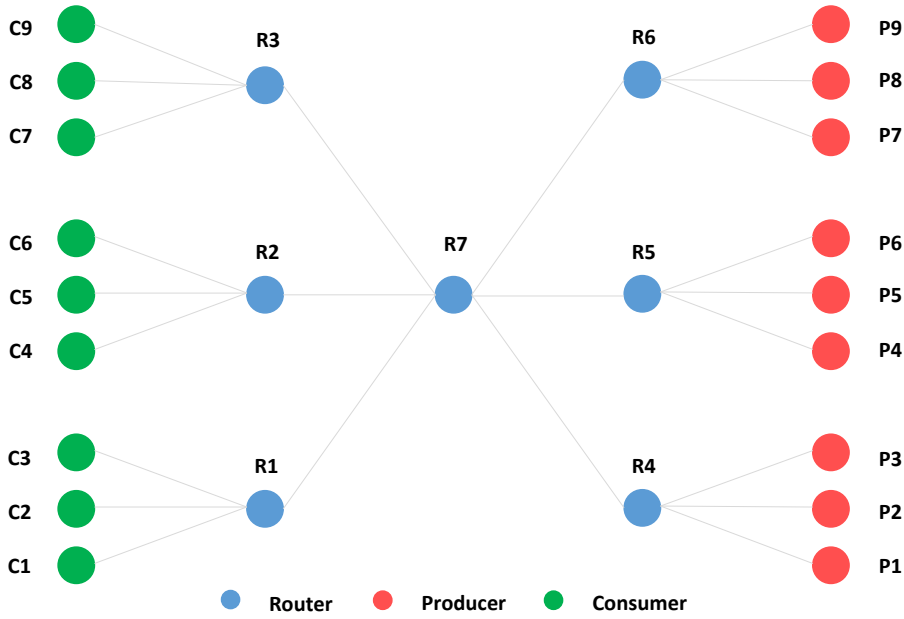 C9
R3
R6
P9
C8
P8
C7
P7
C6
R2
R7
R5
P6
C5
P5
C4
P4
C3
R1
R4
P3
C2
P2
C1
P1
Router
Producer
Consumer